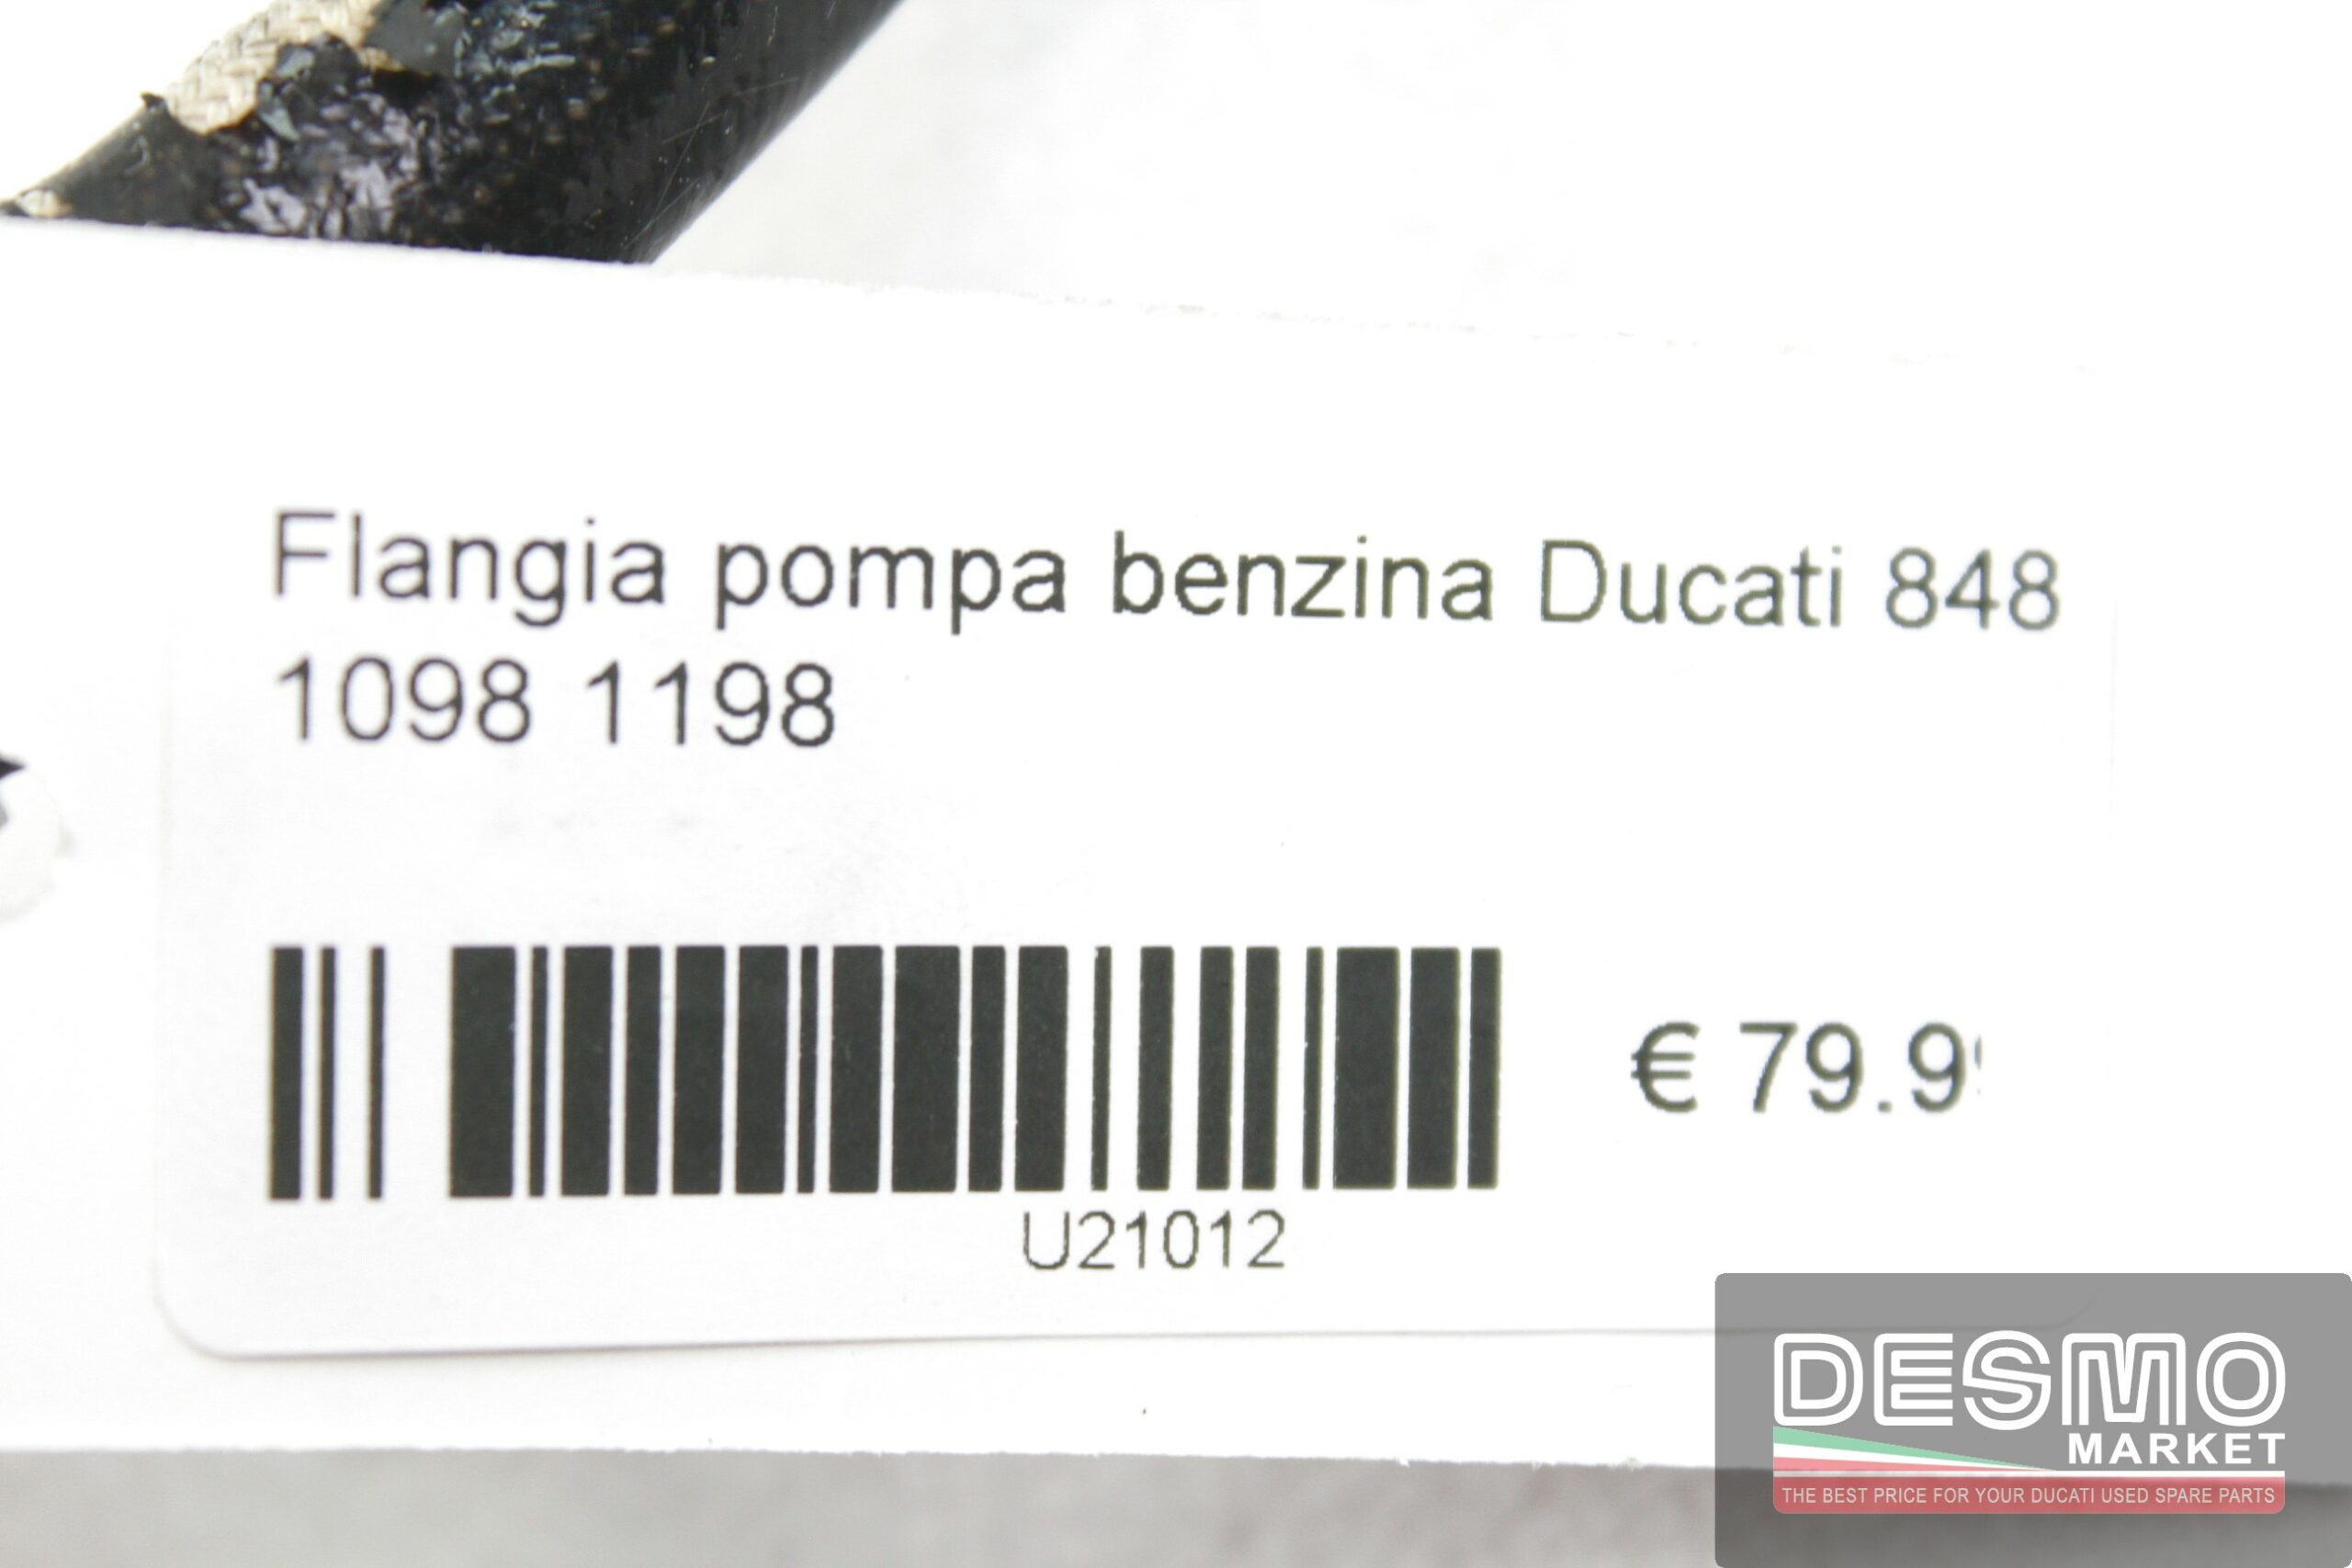 Flangia pompa benzina Ducati 848
1098 1198
€ 79.9
U21012
DESMO
MARKET
THE BEST PRICE FOR YOUR DUCATI USED SPARE PARTS